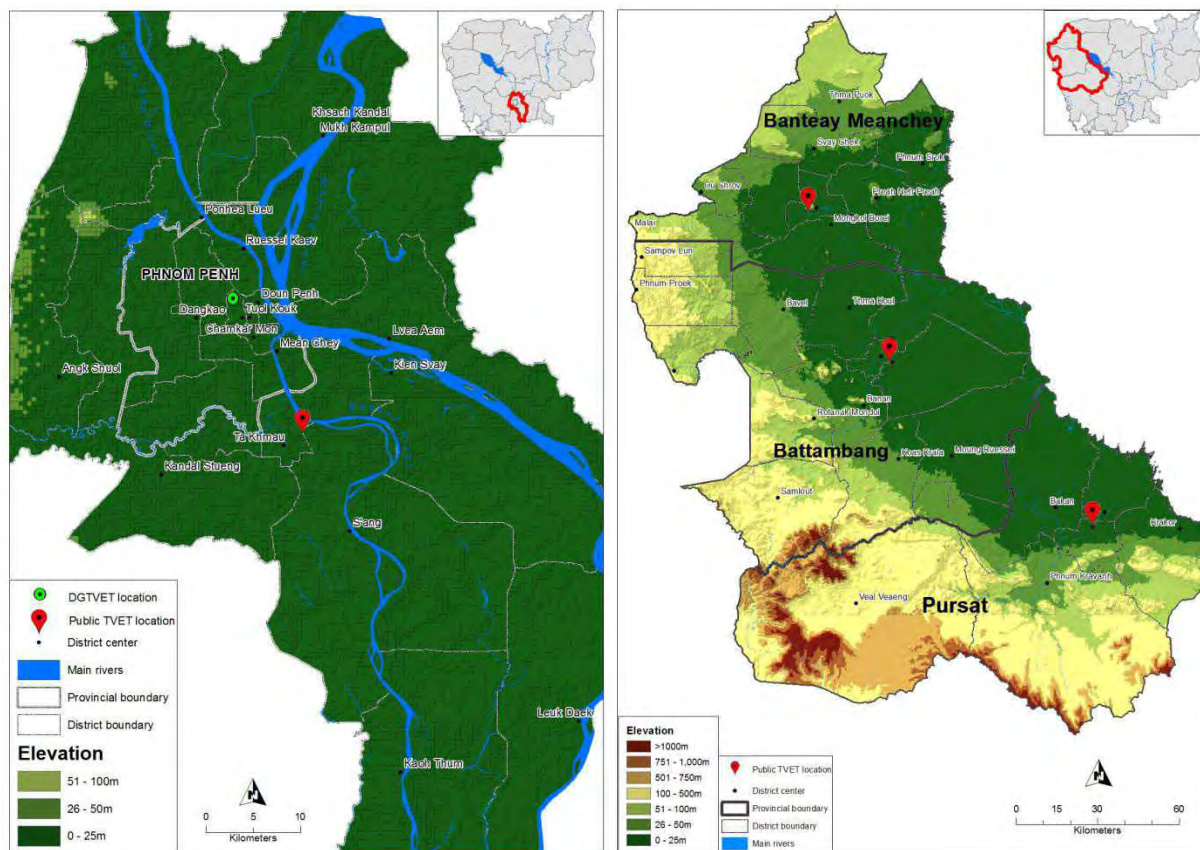 Khsach Kandal
Mukh Kampul
Ponhea Lueu
Ruessei Kaev
PHNOM PENH
Doun Penh
Dangkao
Tuol Kouk
Chamkar Mon
Mean Chey
Lvea Aem
Kien Svay
Angk Snuol
Ta Khmau
Kandal Stueng
S'ang
Leuk Daek
Kaoh Thum
DGTVET location
Public TVET location
District center
Main rivers
Provincial boundary
District boundary
Elevation
51 - 100m
26 - 50m
0 - 25m
0 5 10
Kilometers
Thma Puok
Banteay Meanchey
Svay Chek
Phnum Srok
Preah Netr Preah
Mongkol Borei
Malai
Sampov Lun
Phnum Proek
Bavel
Thma Koul
Banan
Rotanak Mondul
Battambang
Koas Krala
Moung Ruessei
Samlout
Bakan
Krakor
Phnum Kravanh
Veal Veaeng
Pursat
Elevation
>1000m
751 - 1,000m
501 - 750m
100 - 500m
51 - 100m
26 - 50m
0 - 25m
Public TVET location
District center
Provincial boundary
District boundary
Main rivers
0 30 60
Kilometers